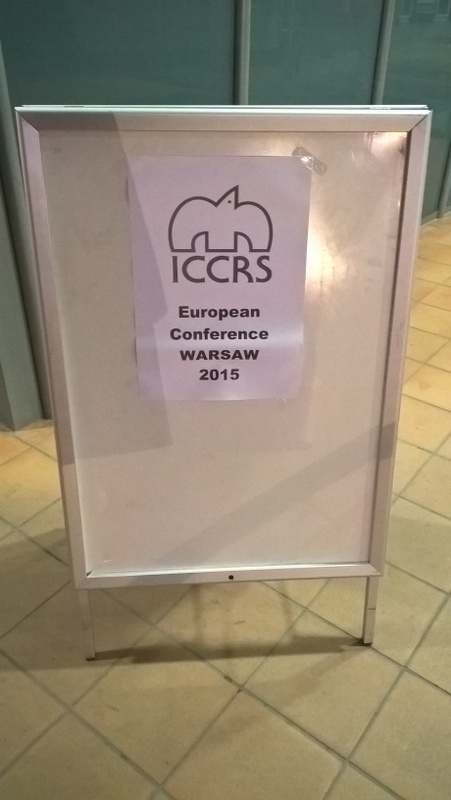 ICCRS
European
Conference
WARSAW
2015